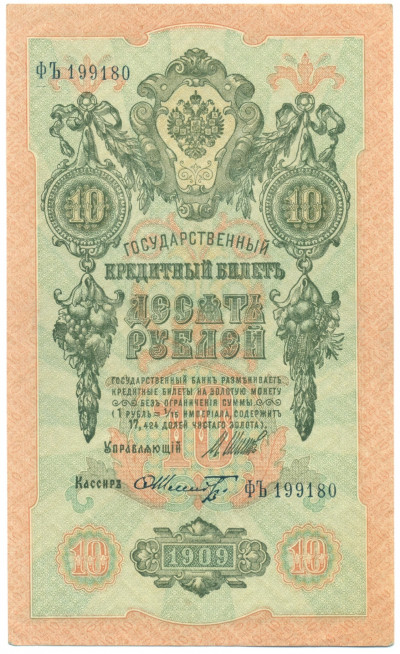 ФЪ 199180
10 10
ГОСУДАРСТВЕННЫЙ
КРЕДИТНЫЙ БИЛЕТЪ
ДЕСЯТЬ
РУБЛЕЙ
ГОСУДАРСТВЕННЫЙ БАНКЪ РАЗМѢНИВАЕТЪ
КРЕДИТНЫЕ БИЛЕТЫ НА ЗОЛОТУЮ МОНЕТУ
БЕЗЪ ОГРАНИЧЕНІЯ СУММЫ
(1 РУБЛЬ = 1/15 ИМПЕРІАЛА, СОДЕРЖИТЪ
17,424 ДОЛЕЙ ЧИСТАГО ЗОЛОТА).
10
УПРАВЛЯЮЩІЙ
Кассиръ
ФЪ 199180
10 1909 10